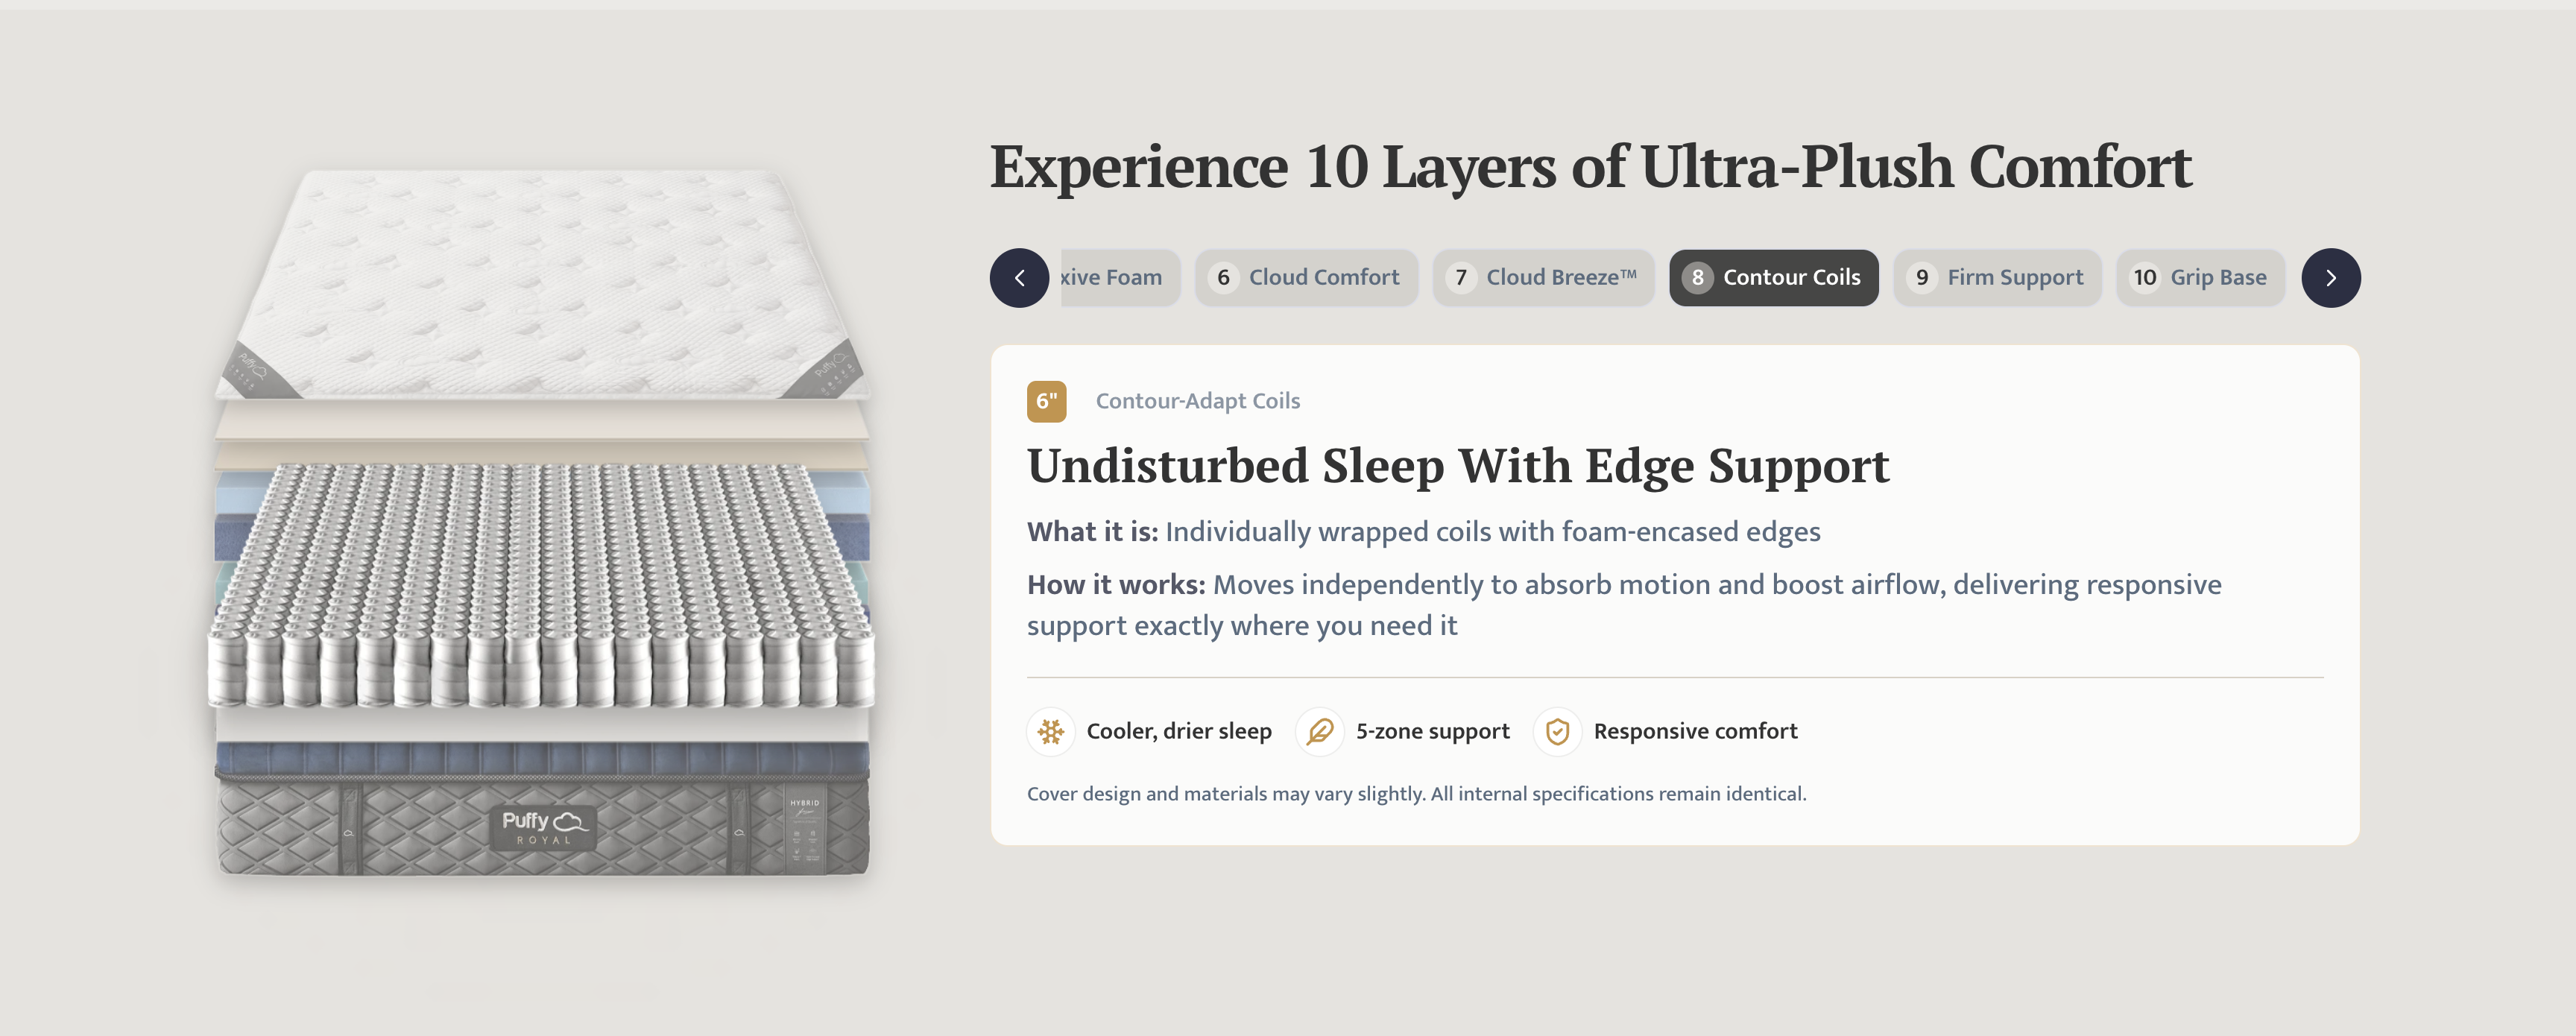 Experience 10 Layers of Ultra-Plush Comfort
xive Foam
6 Cloud Comfort
7 Cloud Breeze™
8 Contour Coils
9 Firm Support
10 Grip Base
6" Contour-Adapt Coils
Undisturbed Sleep With Edge Support
What it is: Individually wrapped coils with foam-encased edges
How it works: Moves independently to absorb motion and boost airflow, delivering responsive
support exactly where you need it
Cooler, drier sleep
5-zone support
Responsive comfort
Cover design and materials may vary slightly. All internal specifications remain identical.
Puffy
Puffy
Puffy
ROYAL
HYBRID